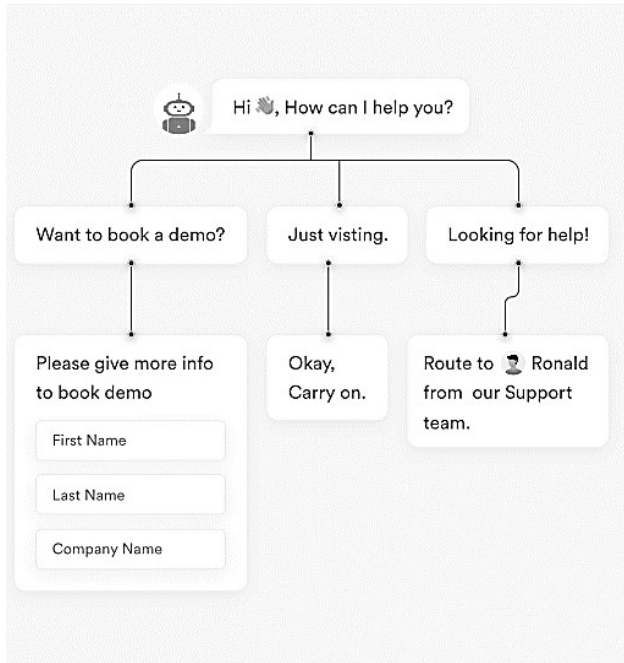 Hi 👋, How can I help you?
Want to book a demo?
Just visting.
Looking for help!
Please give more info
to book demo
First Name
Last Name
Company Name
Okay,
Carry on.
Route to Ronald
from our Support
team.